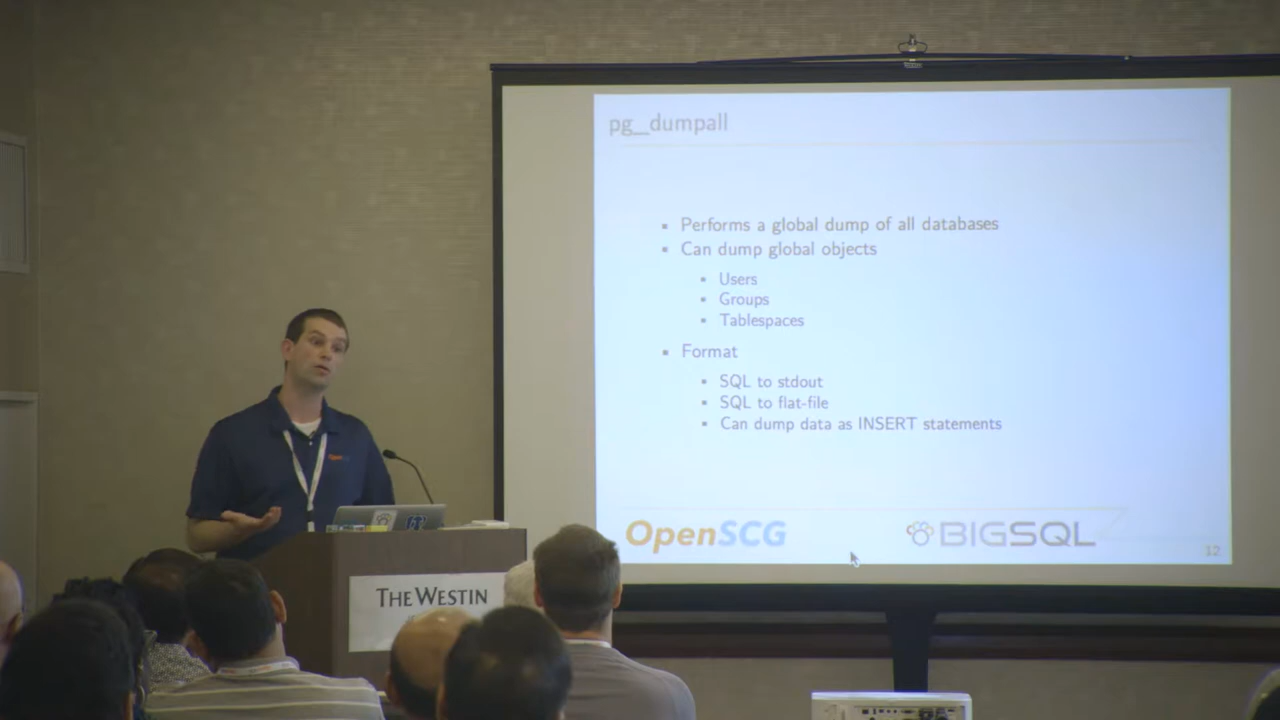 pg_dumpall
▪ Performs a global dump of all databases
▪ Can dump global objects
▪ Users
▪ Groups
▪ Tablespaces
▪ Format
▪ SQL to stdout
▪ SQL to flat-file
▪ Can dump data as INSERT statements
OpenSCG
BIGSQL
12
Open
THE WESTIN